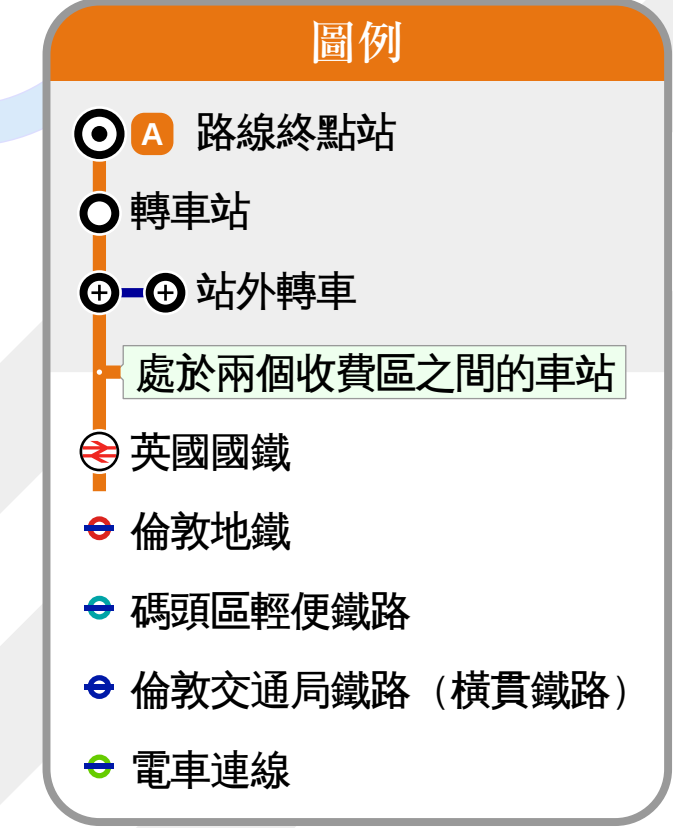 圖例
A 路線終點站
轉車站
站外轉車
處於兩個收費區之間的車站
英國國鐵
倫敦地鐵
碼頭區輕便鐵路
倫敦交通局鐵路（橫貫鐵路）
電車連線